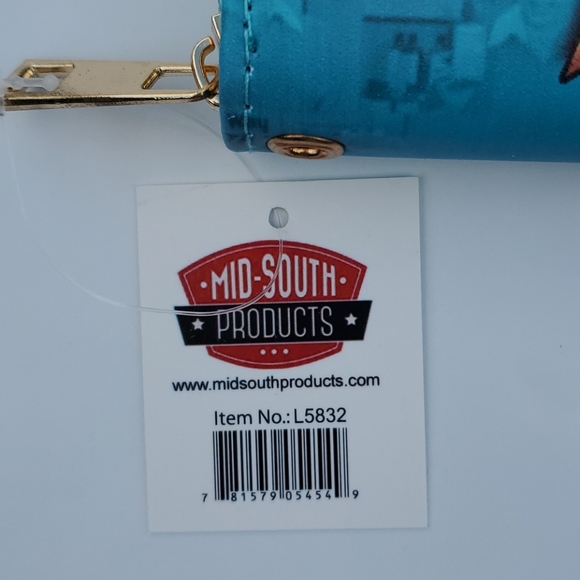 MID-SOUTH
PRODUCTS
www.midsouthproducts.com
Item No.: L5832
7 81579 05454 9